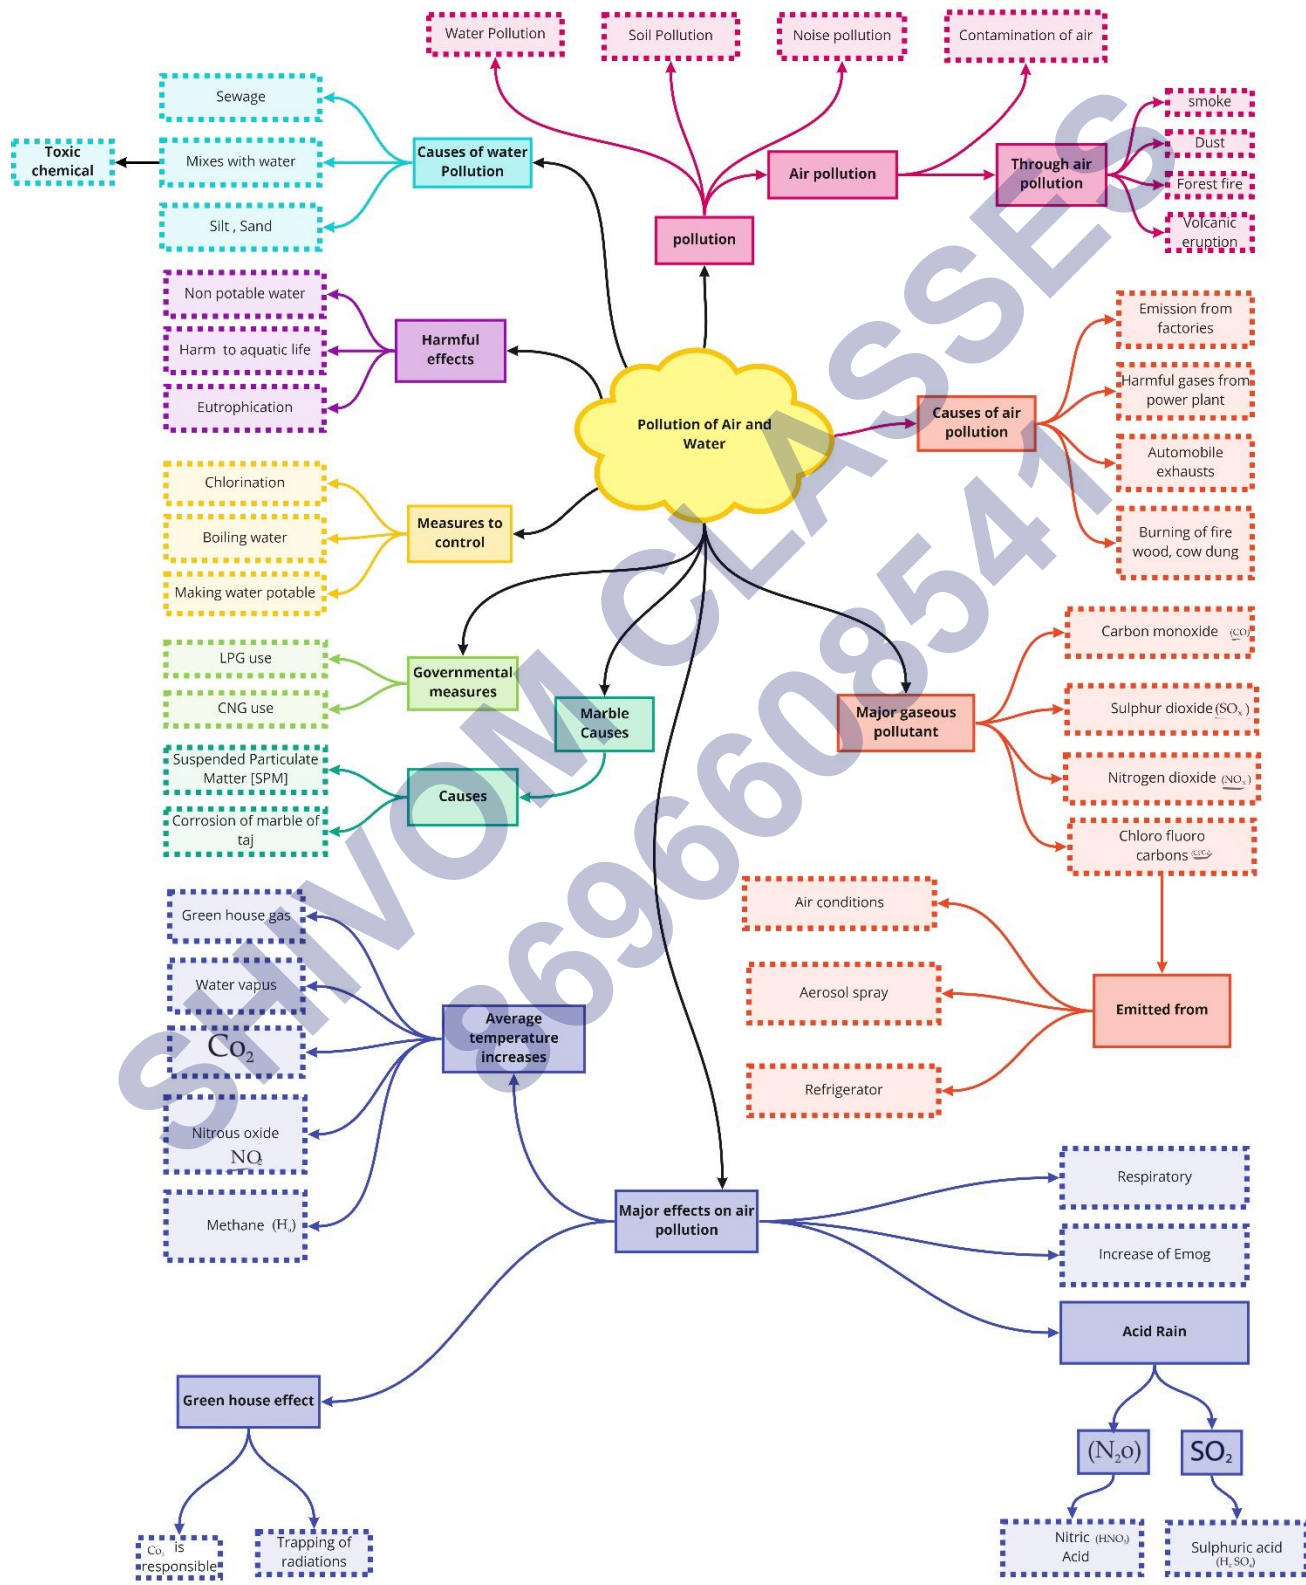 Water Pollution
Soil Pollution
Noise pollution
Contamination of air
Sewage
Toxic
chemical
Mixes with water
Silt , Sand
Causes of water
Pollution
Air pollution
Through air
pollution
smoke
Dust
Forest fire
Volcanic
eruption
pollution
Non potable water
Harm to aquatic life
Eutrophication
Harmful
effects
Pollution of Air and
Water
Causes of air
pollution
Emission from
factories
Harmful gases from
power plant
Automobile
exhausts
Burning of fire
wood, cow dung
Chlorination
Boiling water
Making water potable
Measures to
control
LPG use
CNG use
Governmental
measures
Marble
Causes
Causes
Suspended Particulate
Matter [SPM]
Corrosion of marble of
taj
Major gaseous
pollutant
Carbon monoxide (CO)
Sulphur dioxide (SOₓ)
Nitrogen dioxide (NOₓ)
Chloro fluoro
carbons (CFCs)
Emitted from
Air conditions
Aerosol spray
Refrigerator
Green house gas
Water vapus
Co₂
Nitrous oxide
NO₂
Methane (H₄)
Average
temperature
increases
Major effects on air
pollution
Respiratory
Increase of Emog
Acid Rain
(N₂o)
SO₂
Nitric (HNO₃)
Acid
Sulphuric acid
(H₂ SO₄)
Green house effect
Co₂ is
responsible
Trapping of
radiations
SHIVOM CLASSES
8696608541